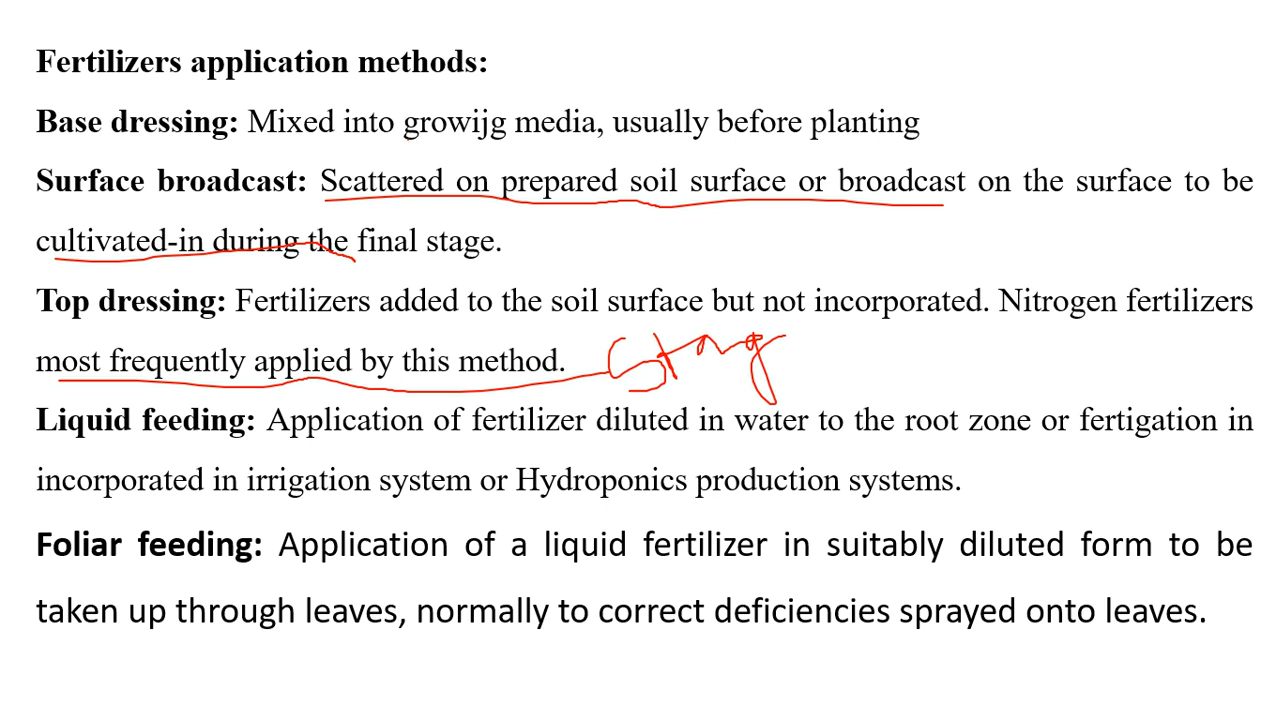 Fertilizers application methods:
Base dressing: Mixed into growijg media, usually before planting
Surface broadcast: Scattered on prepared soil surface or broadcast on the surface to be
cultivated-in during the final stage.
Top dressing: Fertilizers added to the soil surface but not incorporated. Nitrogen fertilizers
most frequently applied by this method.
Liquid feeding: Application of fertilizer diluted in water to the root zone or fertigation in
incorporated in irrigation system or Hydroponics production systems.
Foliar feeding: Application of a liquid fertilizer in suitably diluted form to be
taken up through leaves, normally to correct deficiencies sprayed onto leaves.